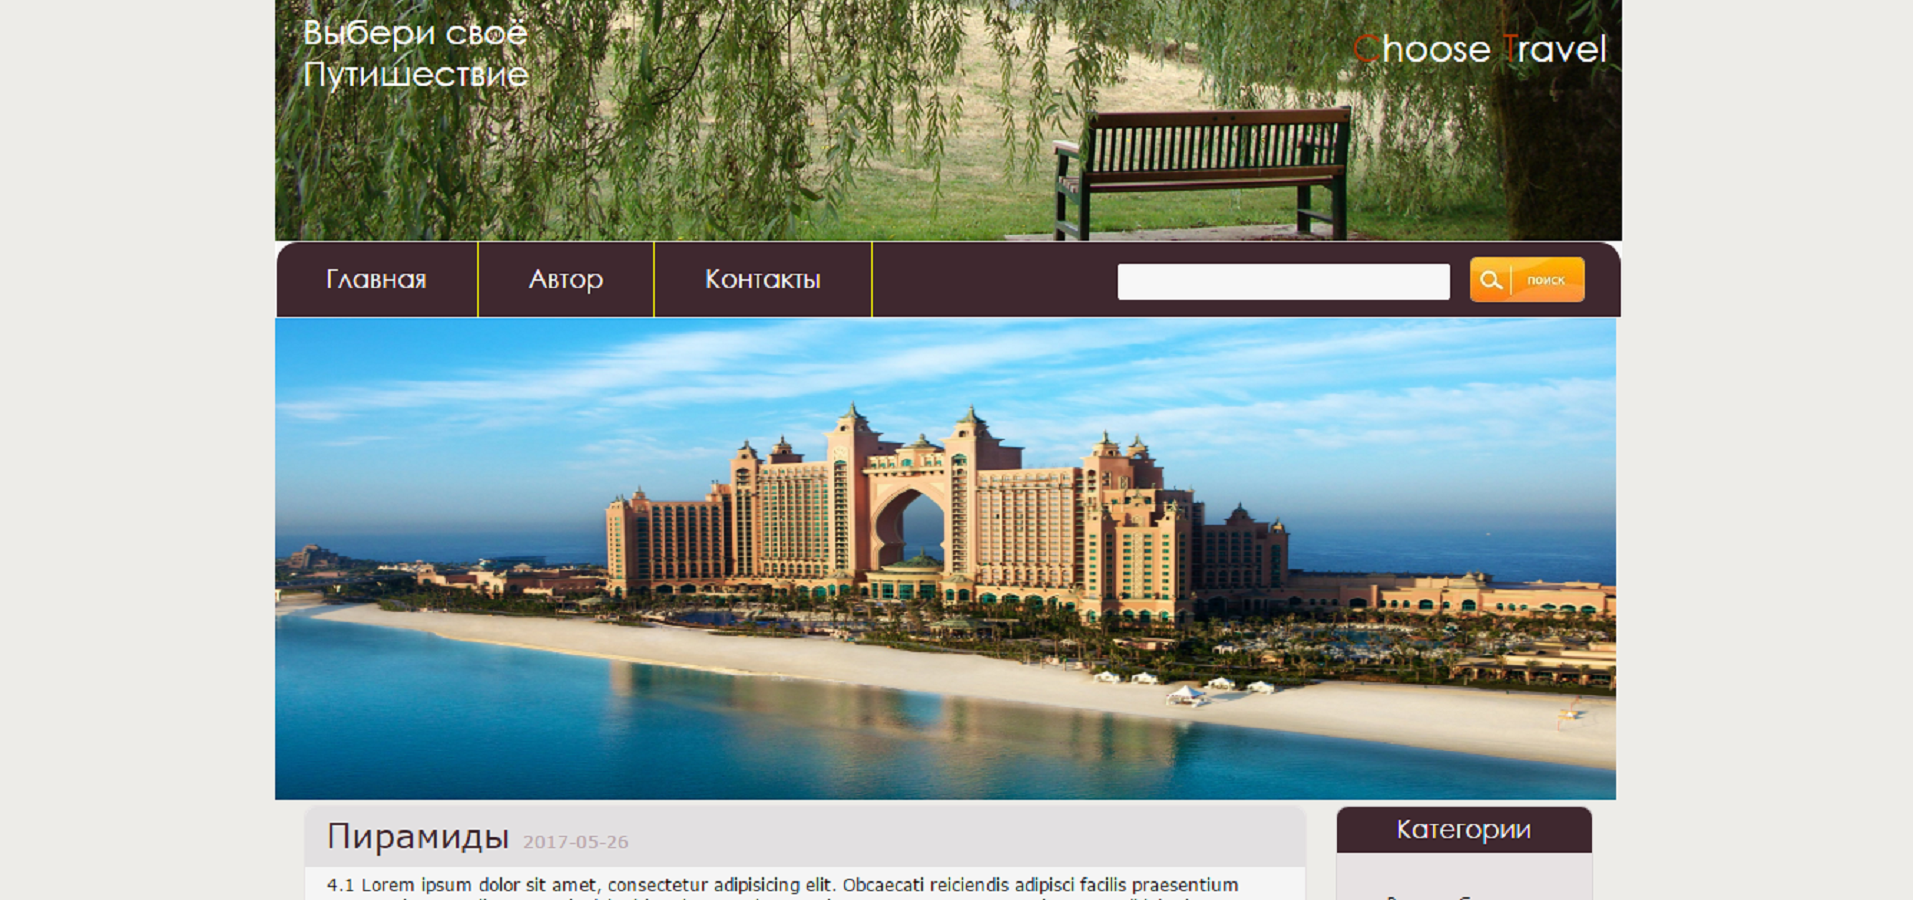 Выбери своё
Путишествие
Choose Travel
Главная
Автор
Контакты
поиск
Пирамиды 2017-05-26
Категории
4.1 Lorem ipsum dolor sit amet, consectetur adipisicing elit. Obcaecati reiciendis adipisci facilis praesentium